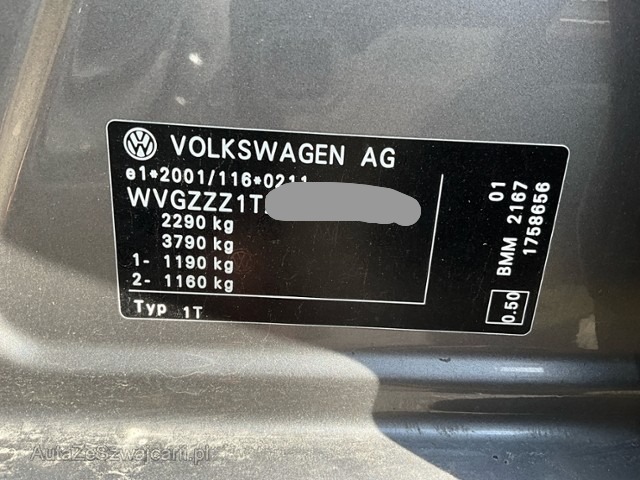 VOLKSWAGEN AG
e1*2001/116*0211
WVGZZZ1T
2290 kg
3790 kg
1- 1190 kg
2- 1160 kg
Typ 1T
01
BMM 2167
1758656
0.50
AutaZeSzwajcarii.pl